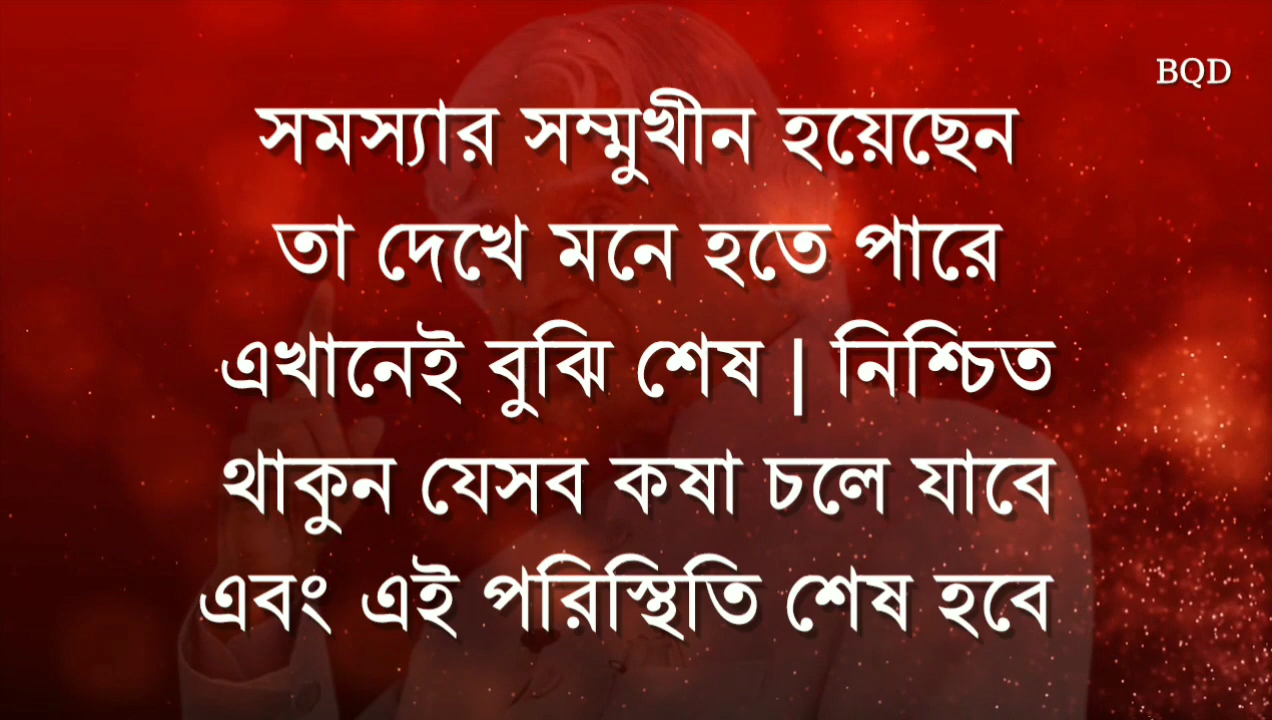 BQD
সমস্যার সম্মুখীন হয়েছেন
তা দেখে মনে হতে পারে
এখানেই বুঝি শেষ | নিশ্চিত
থাকুন যেসব কষা চলে যাবে
এবং এই পরিস্থিতি শেষ হবে